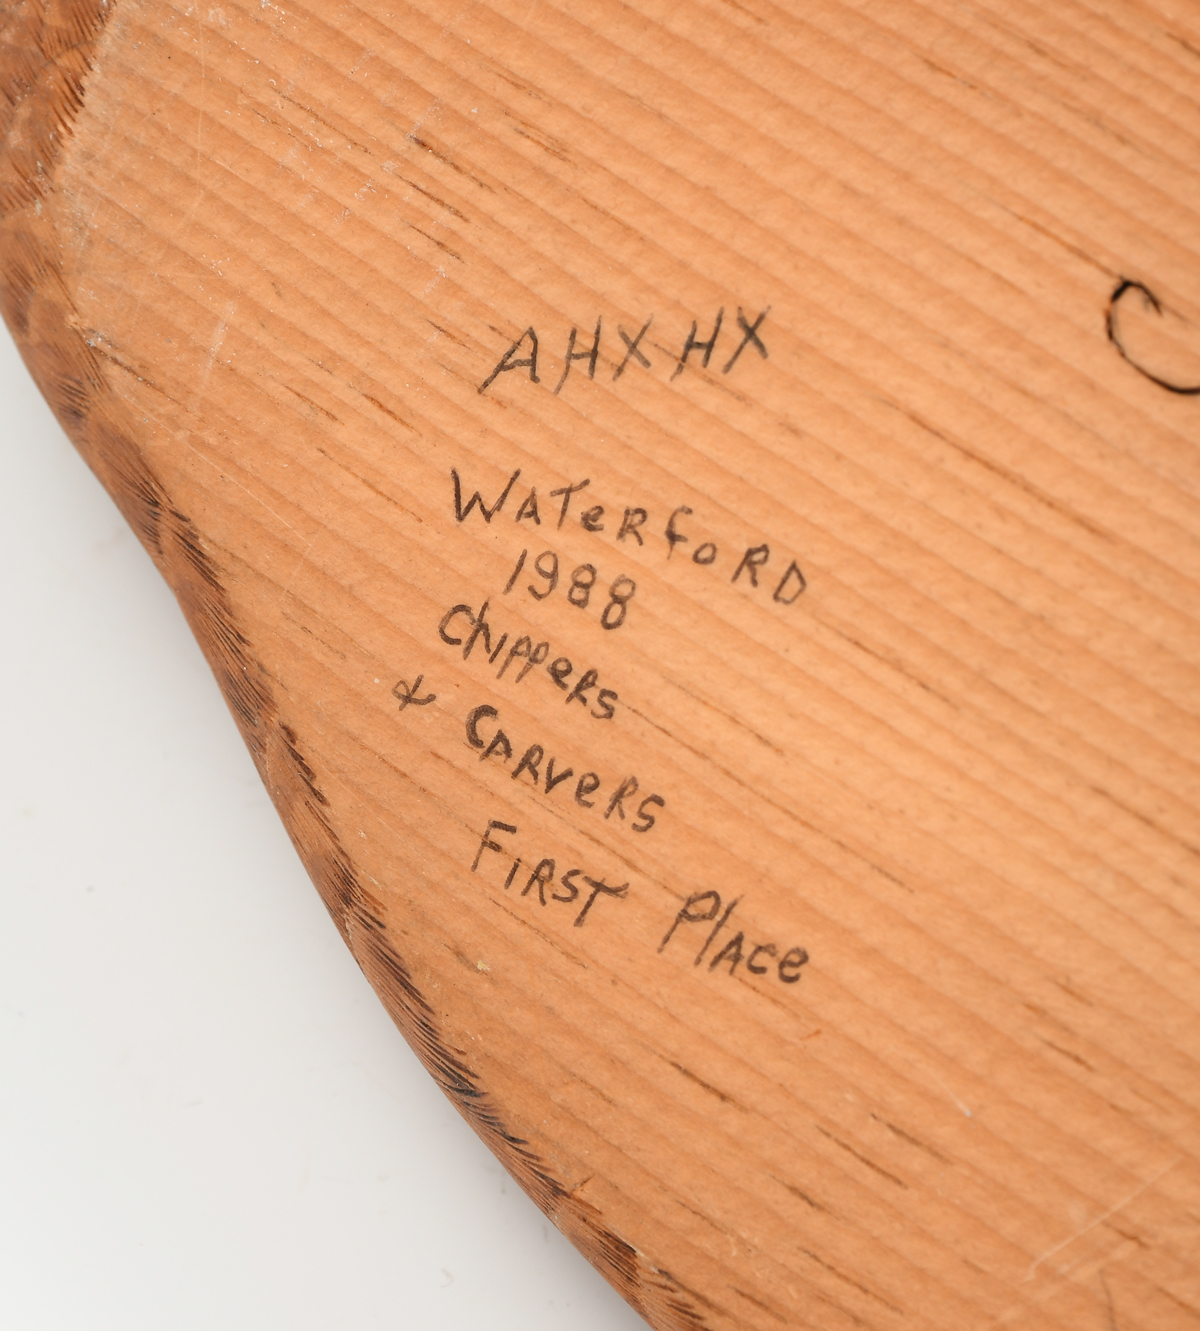 AHXHX
WATeRfoRD
1988
ChippeRs
& CARveRs
FiRST PlAce